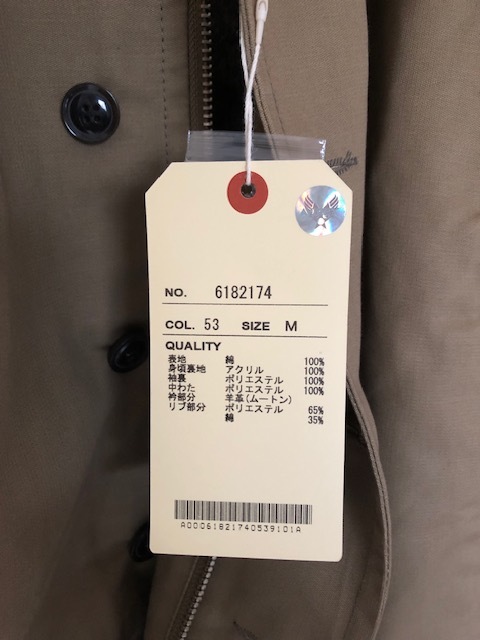 NO. 6182174
COL. 53 SIZE M
QUALITY
表地 綿 100%
身頃裏地 アクリル 100%
袖裏 ポリエステル 100%
中わた ポリエステル 100%
衿部分 羊革(ムートン)
リブ部分 ポリエステル 65%
綿 35%
A00061821740539101A